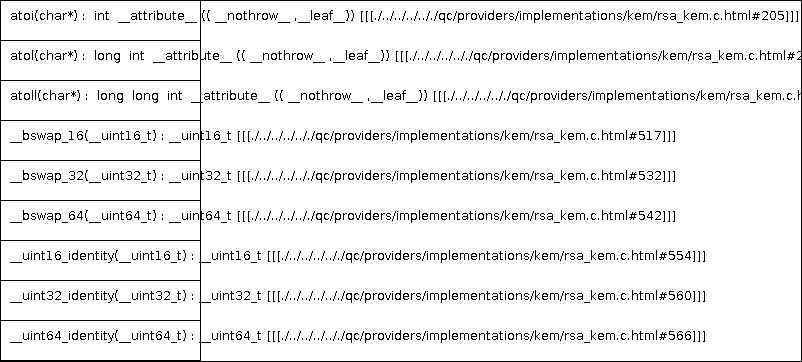 atoi(char*) : int __attribute__ (( __nothrow__ ,__leaf__)) [[[./../../../../../qc/providers/implementations/kem/rsa_kem.c.html#205]]]
atol(char*) : long int __attribute__ (( __nothrow__ ,__leaf__)) [[[./../../../../../qc/providers/implementations/kem/rsa_kem.c.html#2
atoll(char*) : long long int __attribute__ (( __nothrow__ ,__leaf__)) [[[./../../../../../qc/providers/implementations/kem/rsa_kem.c.h
__bswap_16(__uint16_t) : __uint16_t [[[./../../../../../qc/providers/implementations/kem/rsa_kem.c.html#517]]]
__bswap_32(__uint32_t) : __uint32_t [[[./../../../../../qc/providers/implementations/kem/rsa_kem.c.html#532]]]
__bswap_64(__uint64_t) : __uint64_t [[[./../../../../../qc/providers/implementations/kem/rsa_kem.c.html#542]]]
__uint16_identity(__uint16_t) : __uint16_t [[[./../../../../../qc/providers/implementations/kem/rsa_kem.c.html#554]]]
__uint32_identity(__uint32_t) : __uint32_t [[[./../../../../../qc/providers/implementations/kem/rsa_kem.c.html#560]]]
__uint64_identity(__uint64_t) : __uint64_t [[[./../../../../../qc/providers/implementations/kem/rsa_kem.c.html#566]]]